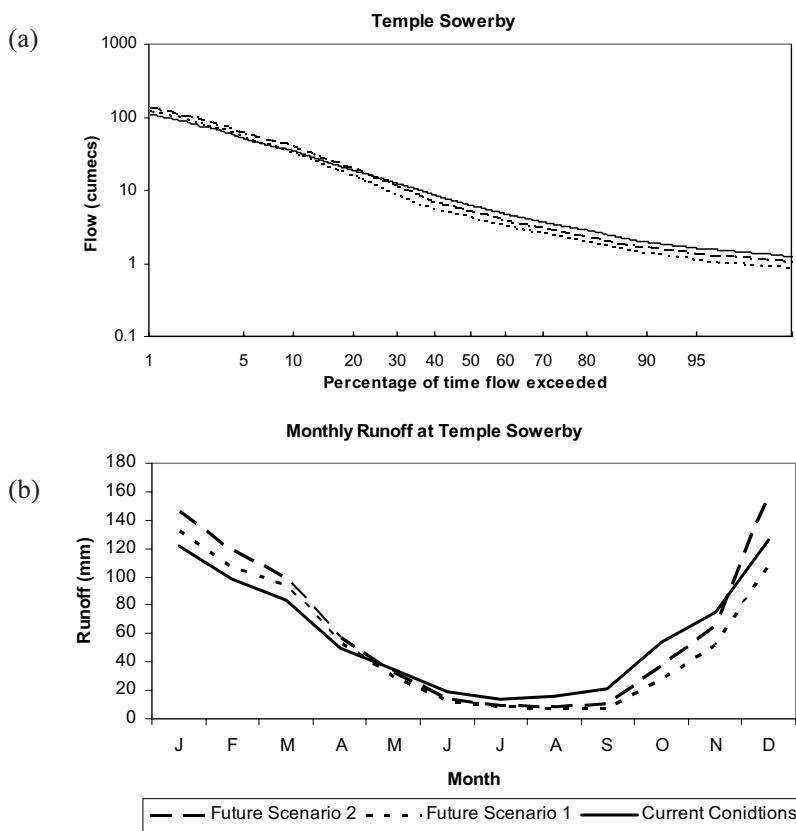 (a)
Temple Sowerby
Flow (cumecs)
1000
100
10
1
0.1
1 5 10 20 30 40 50 60 70 80 90 95
Percentage of time flow exceeded
(b)
Monthly Runoff at Temple Sowerby
Runoff (mm)
180
160
140
120
100
80
60
40
20
0
J F M A M J J A S O N D
Month
Future Scenario 2 Future Scenario 1 Current Conidtions